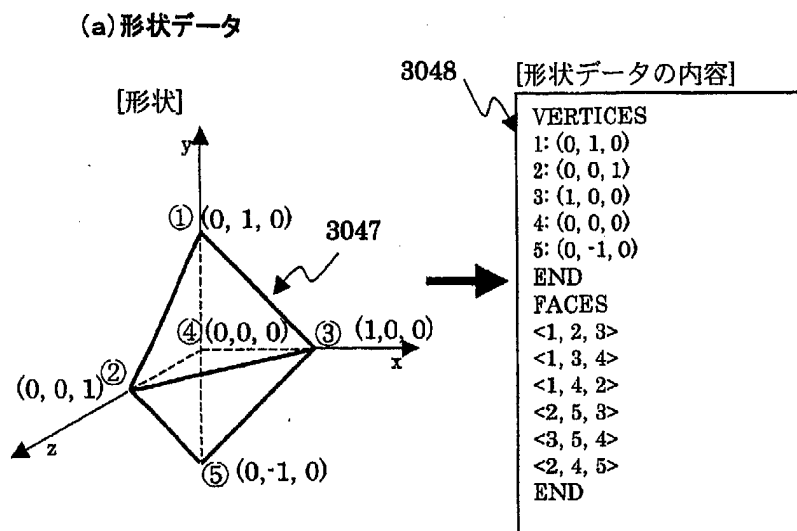 (a)形状データ
[形状]
y
①(0, 1, 0)
3047
④(0,0, 0)
③
(1,0, 0)
x
②
(0, 0, 1)
z
⑤(0,-1, 0)
3048
[形状データの内容]
VERTICES
1: (0, 1, 0)
2: (0, 0, 1)
3: (1, 0, 0)
4: (0, 0, 0)
5: (0, -1, 0)
END
FACES
<1, 2, 3>
<1, 3, 4>
<1, 4, 2>
<2, 5, 3>
<3, 5, 4>
<2, 4, 5>
END